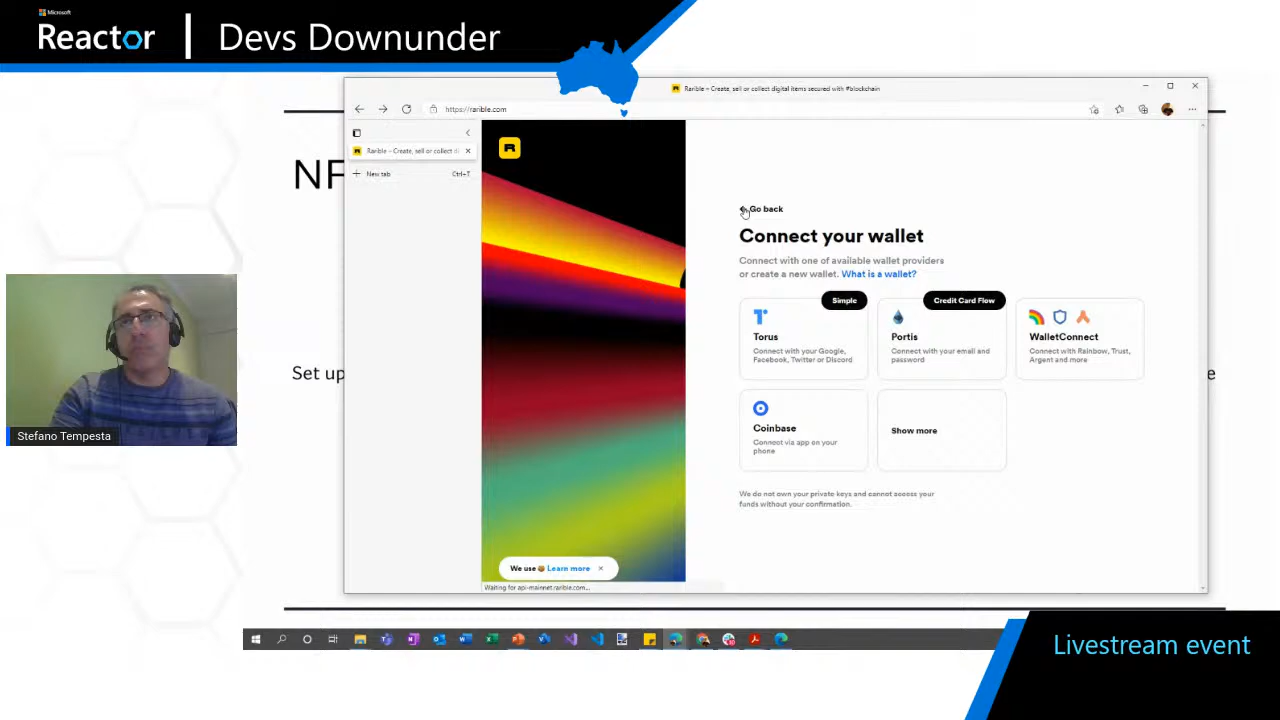 Microsoft
Reactor
Devs Downunder
Rarible – Create, sell or collect digital items secured with #blockchain
https://rarible.com
Rarible – Create, sell or collect di
New tab
Ctrl+T
NF
Go back
Connect your wallet
Connect with one of available wallet providers
or create a new wallet. What is a wallet?
Simple
Torus
Connect with your Google,
Facebook, Twitter or Discord
Credit Card Flow
Portis
Connect with your email and
password
WalletConnect
Connect with Rainbow, Trust,
Argent and more
Set up
e
Coinbase
Connect via app on your
phone
Show more
We do not own your private keys and cannot access your
funds without your confirmation.
Stefano Tempesta
We use 🍪 Learn more
Waiting for api-mainnet.rarible.com...
Livestream event